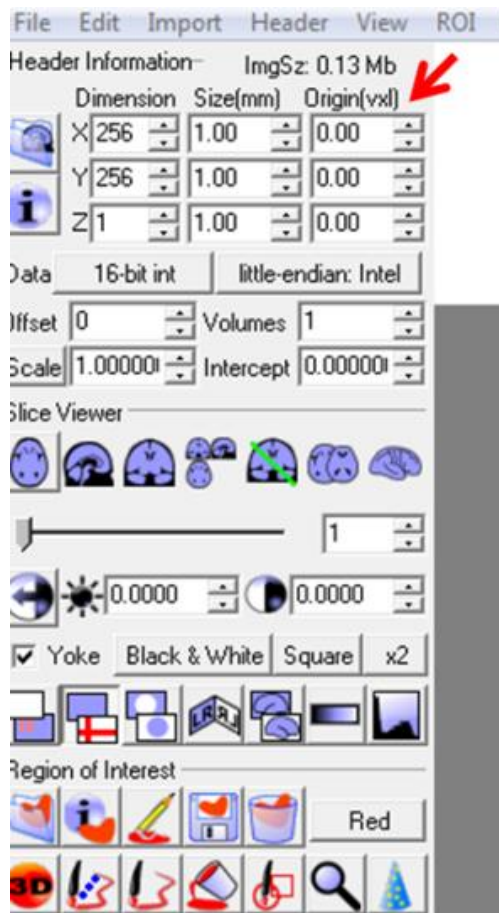 File Edit Import Header View ROI
Header Information ImgSz: 0.13 Mb
Dimension Size(mm) Origin(vxl)
X 256 1.00 0.00
Y 256 1.00 0.00
Z 1 1.00 0.00
Data 16-bit int little-endian: Intel
Offset 0 Volumes 1
Scale 1.00000 Intercept 0.00000
Slice Viewer
1
0.0000 0.0000
Yoke Black & White Square x2
Region of Interest
Red
3D